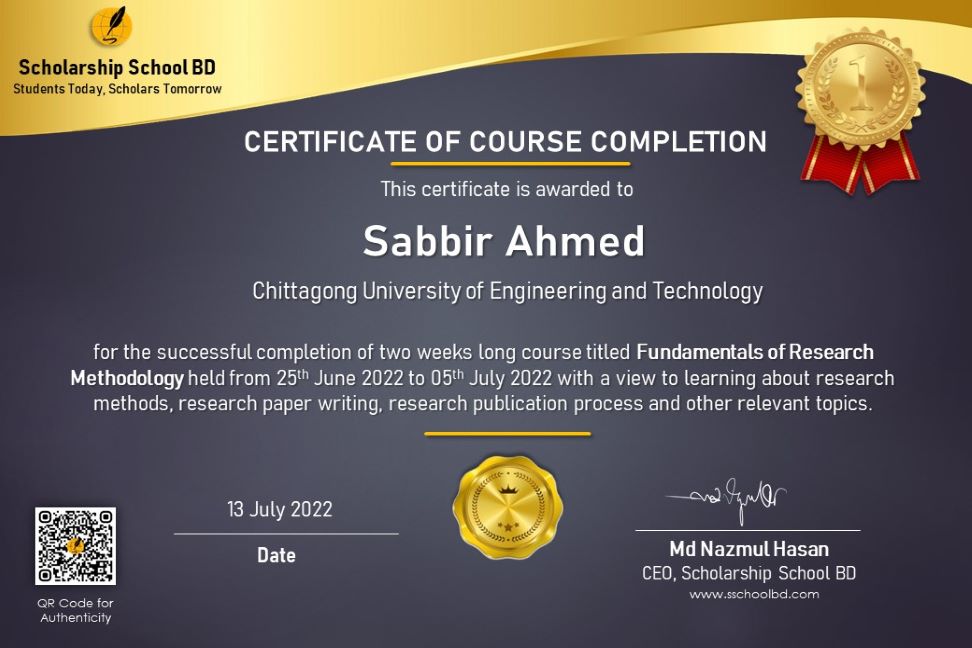 Scholarship School BD
Students Today, Scholars Tomorrow
1
CERTIFICATE OF COURSE COMPLETION
This certificate is awarded to
Sabbir Ahmed
Chittagong University of Engineering and Technology
for the successful completion of two weeks long course titled Fundamentals of Research
Methodology held from 25th June 2022 to 05th July 2022 with a view to learning about research
methods, research paper writing, research publication process and other relevant topics.
13 July 2022
Date
Md Nazmul Hasan
CEO, Scholarship School BD
www.sschoolbd.com
QR Code for
Authenticity